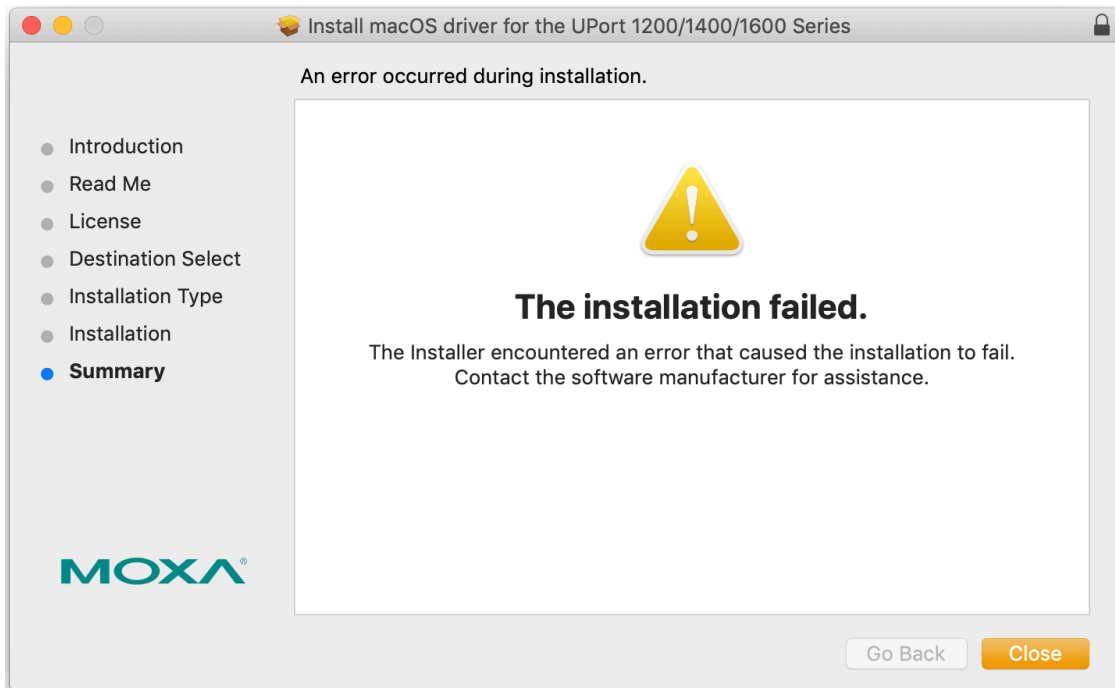 Install macOS driver for the UPort 1200/1400/1600 Series
An error occurred during installation.
Introduction
Read Me
License
Destination Select
Installation Type
Installation
Summary
The installation failed.
The Installer encountered an error that caused the installation to fail.
Contact the software manufacturer for assistance.
MOXA®
Go Back
Close